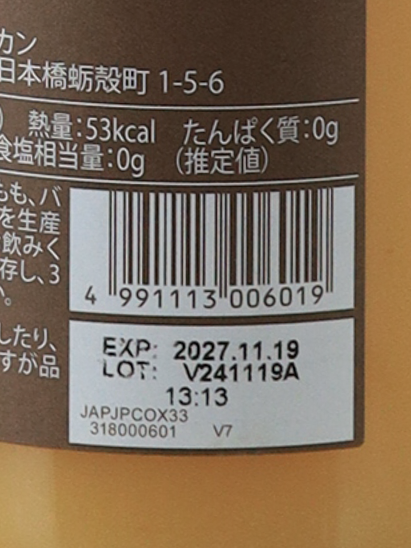 カン
日本橋蛎殻町 1-5-6
) 熱量:53kcal たんぱく質:0g
食塩相当量:0g (推定値)
もも、バ
を生産
飲みく
存し、3
い。
したり、
すが品
4 991113 006019
EXP: 2027.11.19
LOT: V241119A
13:13
JAPJPCOX33
318000601 V7